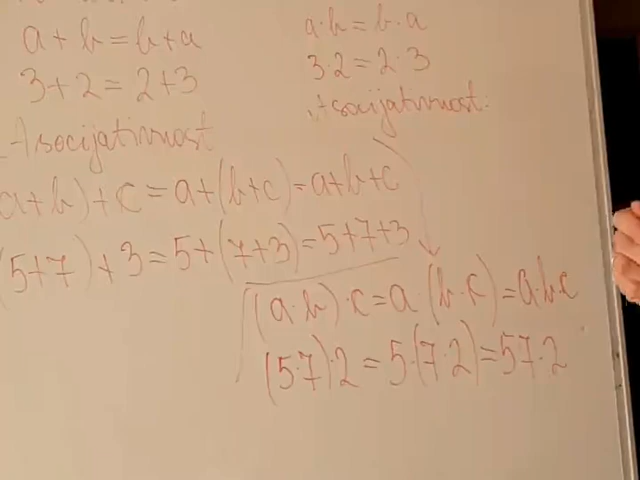 a+b=b+a
3+2=2+3
Asocijativnost
(a+b)+c=a+(b+c)=a+b+c
(5+7)+3=5+(7+3)=5+7+3
a·b=b·a
3·2=2·3
Asocijativnost.
(a·b)·c=a·(b·c)=a·b·c
(5·7)·2=5·(7·2)=5·7·2